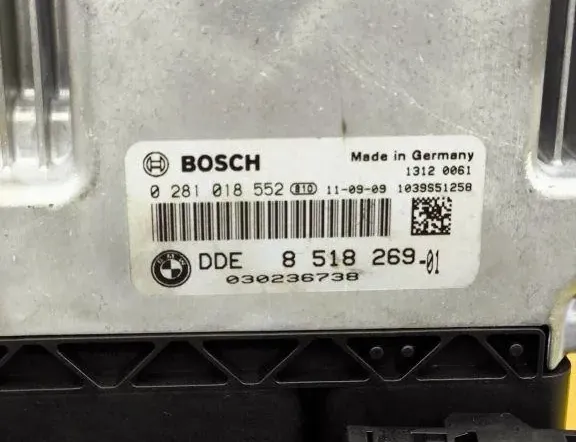 BOSCH Made in Germany
1312 0061
0 281 018 552 810 11-09-09 1039S51258
DDE 8 518 269-01
030236738